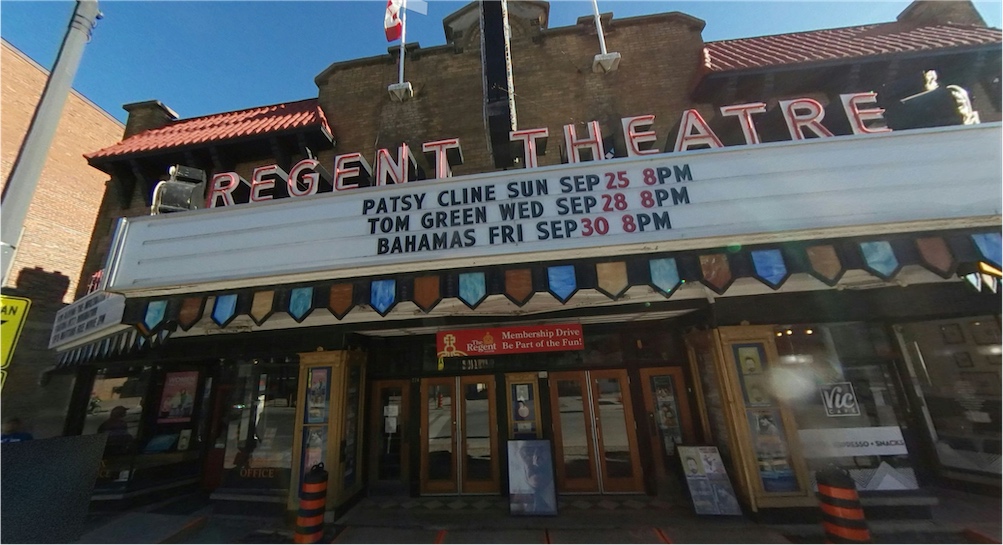 REGENT THEATRE
PATSY CLINE SUN SEP 25 8PM
TOM GREEN WED SEP 28 8PM
BAHAMAS FRI SEP 30 8PM
The Regent
Membership Drive
Be Part of the Fun!
OFFICE
Vic
CAFE
ESPRESSO • SNACKS